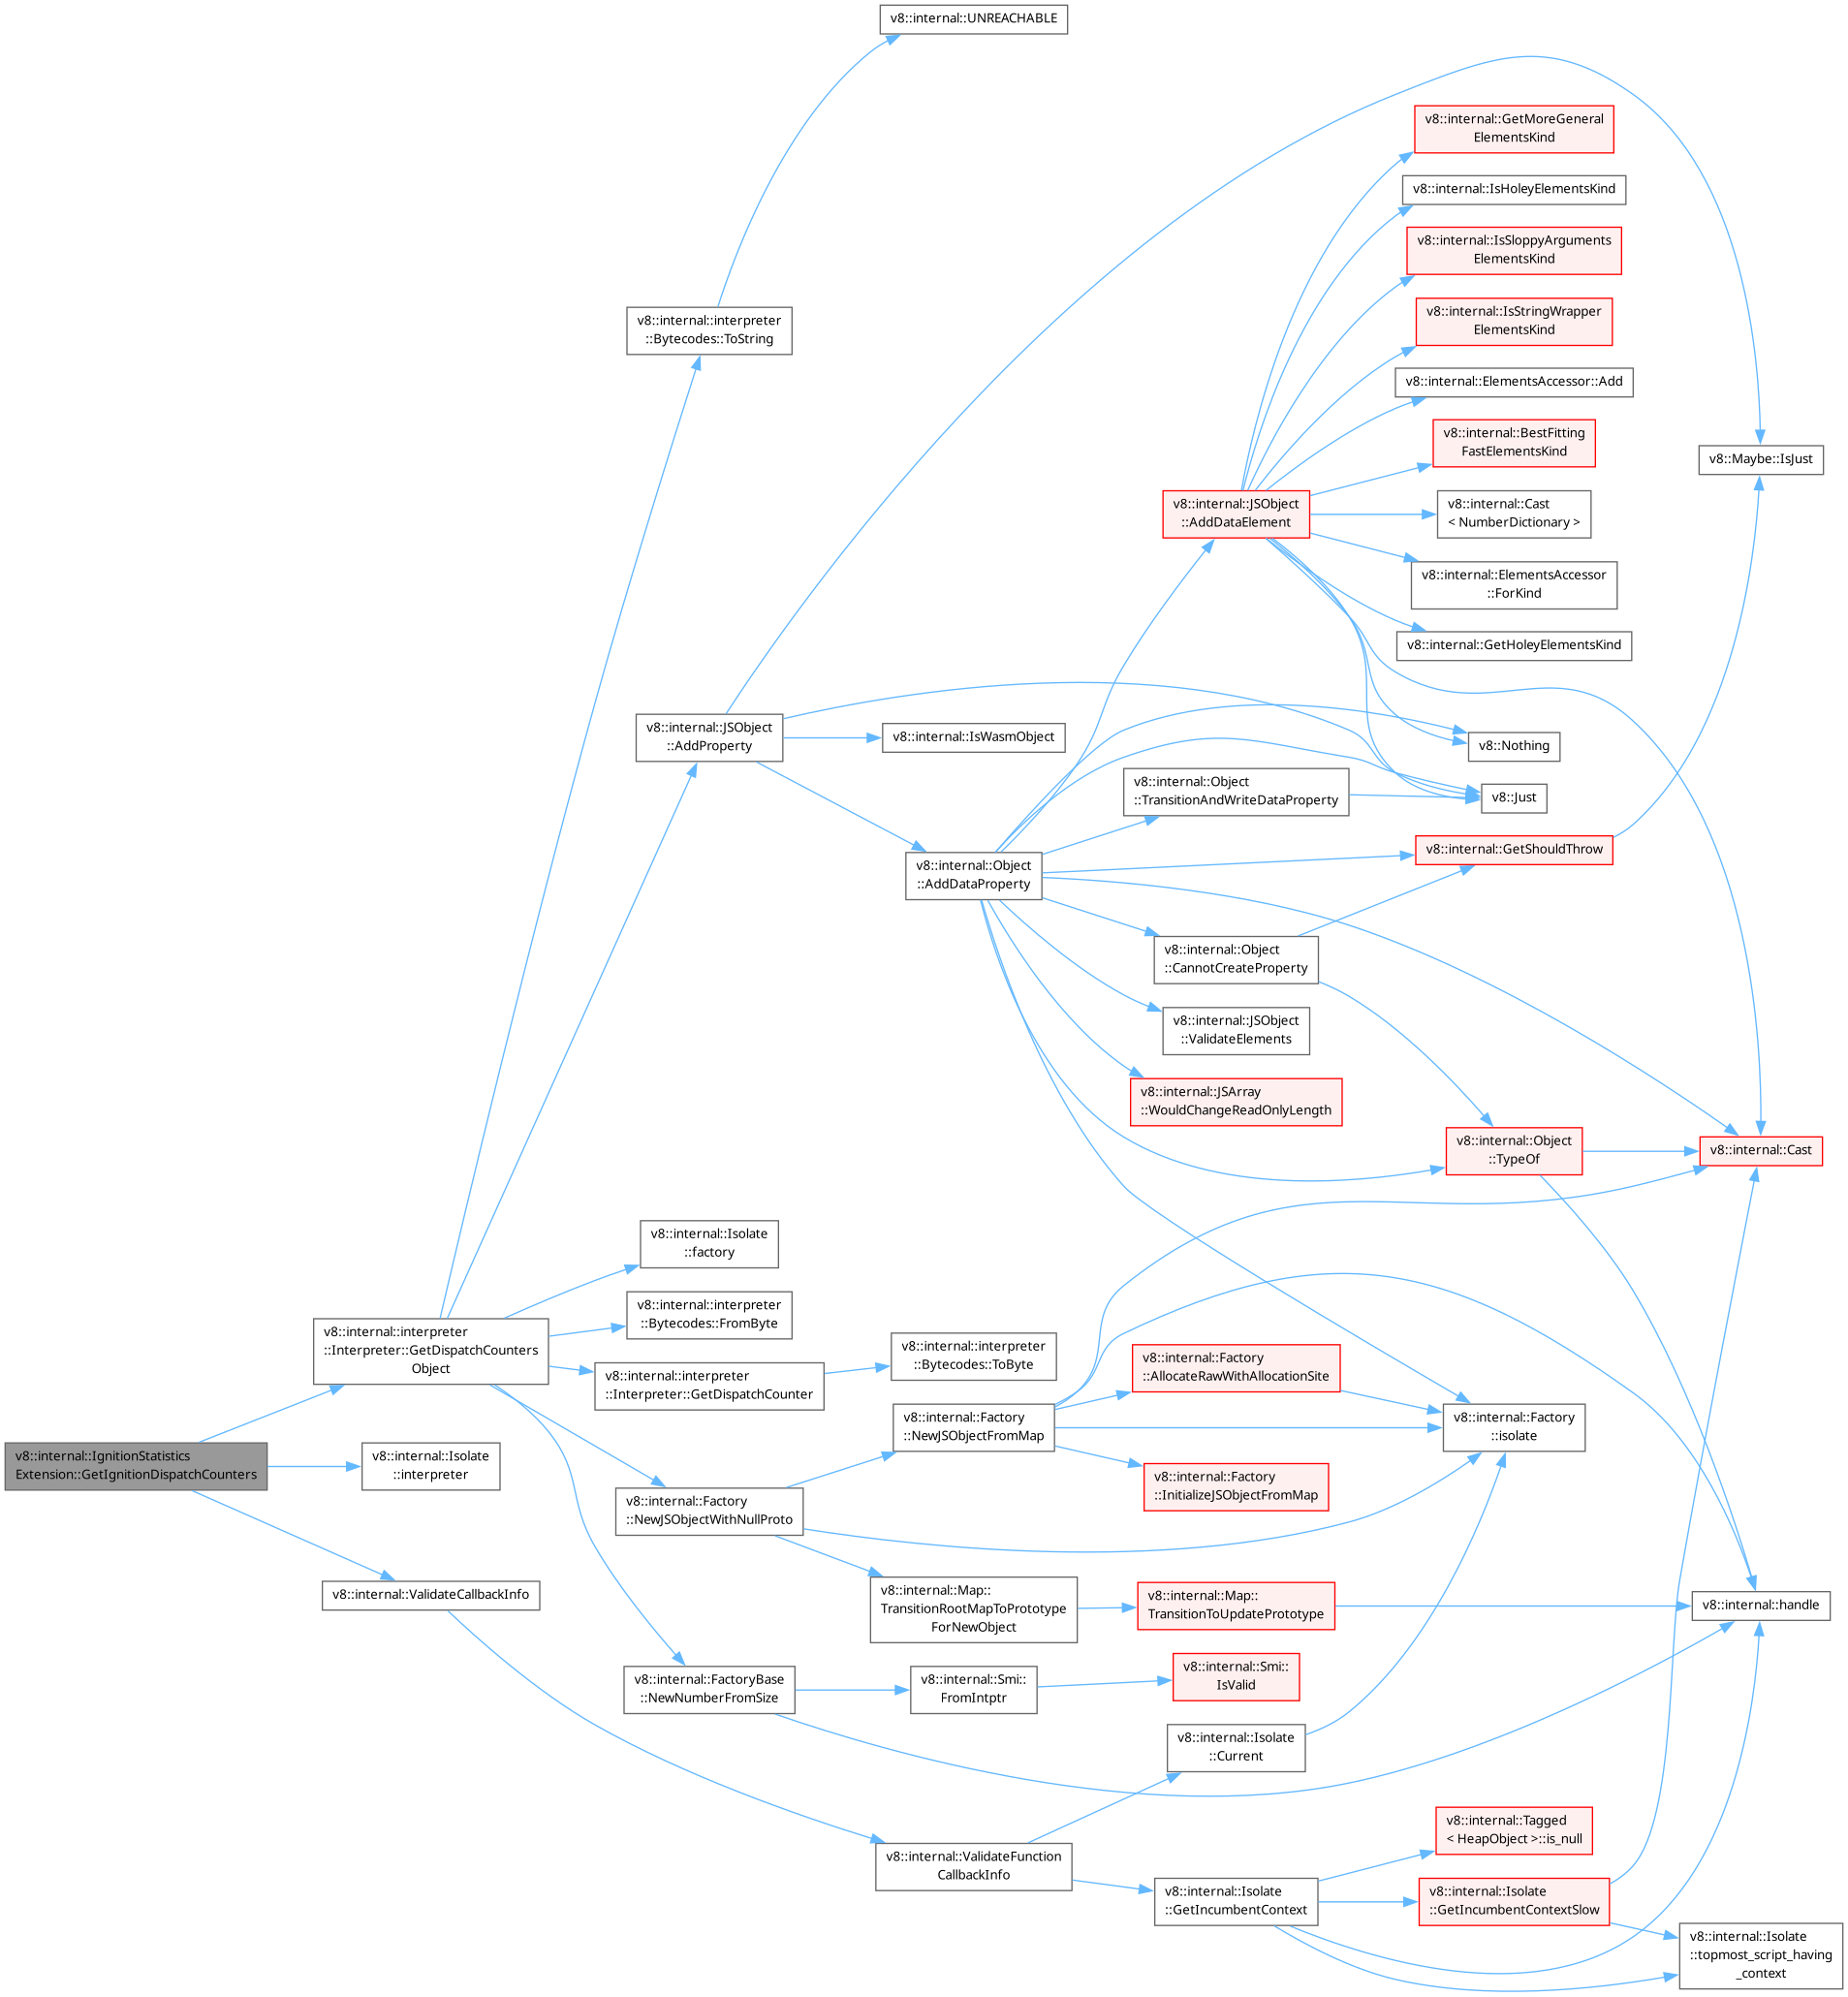 v8::internal::UNREACHABLE
v8::internal::GetMoreGeneral
ElementsKind
v8::internal::IsHoleyElementsKind
v8::internal::IsSloppyArguments
ElementsKind
v8::internal::interpreter
::Bytecodes::ToString
v8::internal::IsStringWrapper
ElementsKind
v8::internal::ElementsAccessor::Add
v8::internal::BestFitting
FastElementsKind
v8::Maybe::IsJust
v8::internal::JSObject
::AddDataElement
v8::internal::Cast
< NumberDictionary >
v8::internal::ElementsAccessor
::ForKind
v8::internal::GetHoleyElementsKind
v8::internal::JSObject
::AddProperty
v8::internal::IsWasmObject
v8::Nothing
v8::internal::Object
::TransitionAndWriteDataProperty
v8::Just
v8::internal::GetShouldThrow
v8::internal::Object
::AddDataProperty
v8::internal::Object
::CannotCreateProperty
v8::internal::JSObject
::ValidateElements
v8::internal::JSArray
::WouldChangeReadOnlyLength
v8::internal::Object
::TypeOf
v8::internal::Cast
v8::internal::Isolate
::factory
v8::internal::interpreter
::Bytecodes::FromByte
v8::internal::interpreter
::Interpreter::GetDispatchCounters
Object
v8::internal::interpreter
::Bytecodes::ToByte
v8::internal::interpreter
::Interpreter::GetDispatchCounter
v8::internal::Factory
::AllocateRawWithAllocationSite
v8::internal::Factory
::NewJSObjectFromMap
v8::internal::Factory
::isolate
v8::internal::IgnitionStatistics
Extension::GetIgnitionDispatchCounters
v8::internal::Isolate
::interpreter
v8::internal::Factory
::InitializeJSObjectFromMap
v8::internal::Factory
::NewJSObjectWithNullProto
v8::internal::ValidateCallbackInfo
v8::internal::Map::
TransitionRootMapToPrototype
ForNewObject
v8::internal::Map::
TransitionToUpdatePrototype
v8::internal::handle
v8::internal::FactoryBase
::NewNumberFromSize
v8::internal::Smi::
FromIntptr
v8::internal::Smi::
IsValid
v8::internal::Isolate
::Current
v8::internal::Tagged
< HeapObject >::is_null
v8::internal::ValidateFunction
CallbackInfo
v8::internal::Isolate
::GetIncumbentContext
v8::internal::Isolate
::GetIncumbentContextSlow
v8::internal::Isolate
::topmost_script_having
_context